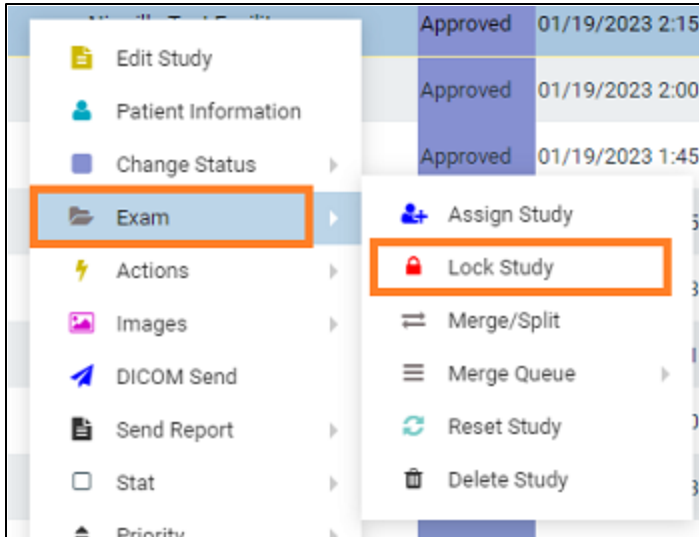 Approved 01/19/2023 2:15
Edit Study
Approved 01/19/2023 2:00
Patient Information
Change Status
Approved 01/19/2023 1:45
Exam
Assign Study
Actions
Lock Study
Images
Merge/Split
DICOM Send
Merge Queue
Send Report
Reset Study
Stat
Delete Study
Priority